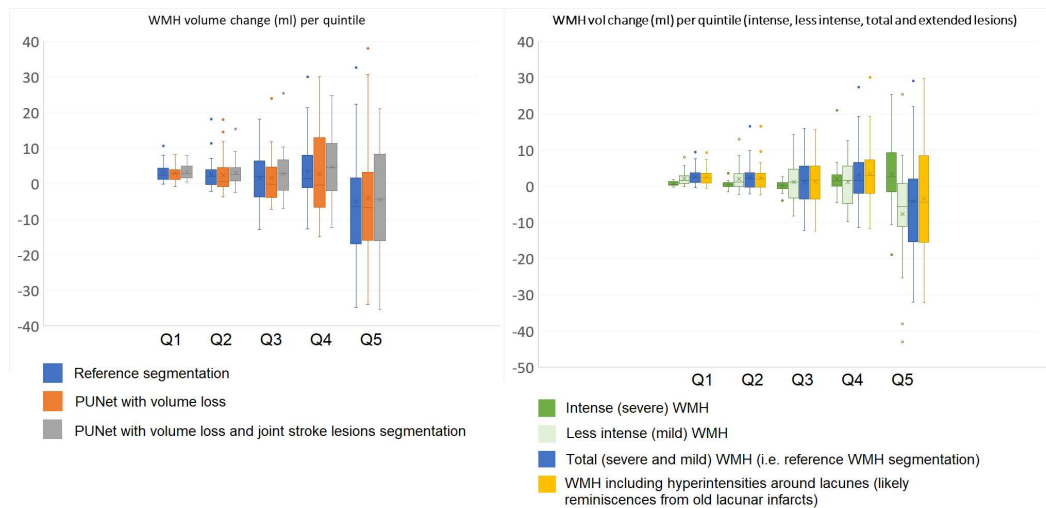 WMH volume change (ml) per quintile
40
30
20
10
0
-10
-20
-30
-40
Q1 Q2 Q3 Q4 Q5
Reference segmentation
PUNet with volume loss
PUNet with volume loss and joint stroke lesions segmentation
WMH vol change (ml) per quintile (intense, less intense, total and extended lesions)
40
30
20
10
0
-10
-20
-30
-40
-50
Q1 Q2 Q3 Q4 Q5
Intense (severe) WMH
Less intense (mild) WMH
Total (severe and mild) WMH (i.e. reference WMH segmentation)
WMH including hyperintensities around lacunes (likely
reminiscences from old lacunar infarcts)